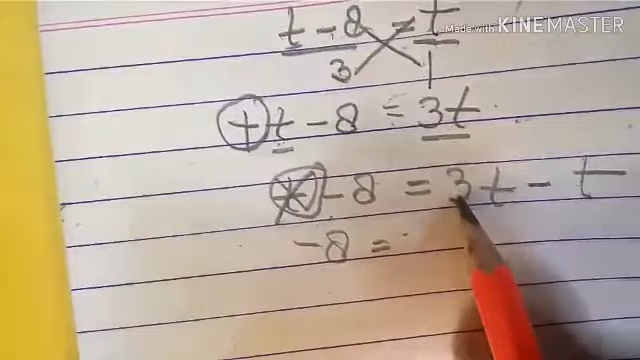 Made with KINEMASTER
t - 8 = t
3 1
+ t - 8 = 3t
- 8 = 3t - t
- 8 =